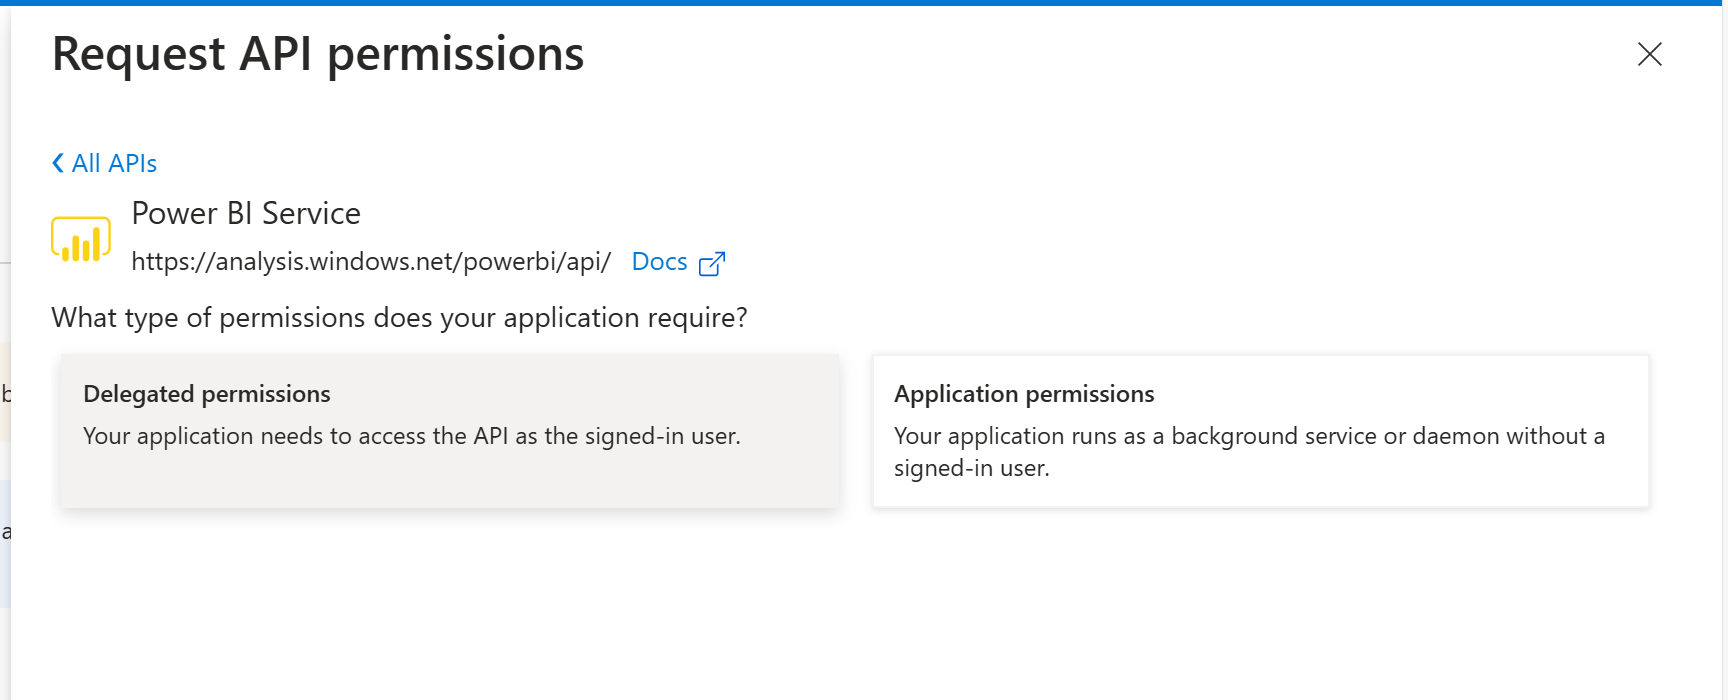 Request API permissions
All APIs
Power BI Service
https://analysis.windows.net/powerbi/api/ Docs
What type of permissions does your application require?
Delegated permissions
Your application needs to access the API as the signed-in user.
Application permissions
Your application runs as a background service or daemon without a
signed-in user.